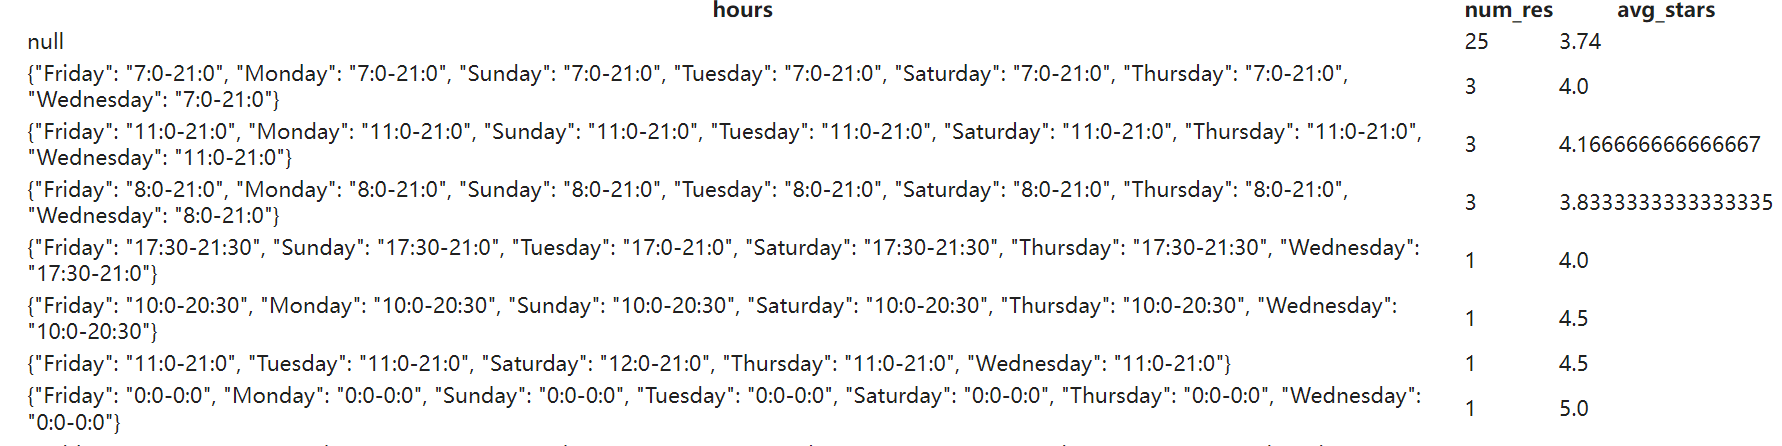 hours num_res avg_stars
null 25 3.74
{"Friday": "7:0-21:0", "Monday": "7:0-21:0", "Sunday": "7:0-21:0", "Tuesday": "7:0-21:0", "Saturday": "7:0-21:0", "Thursday": "7:0-21:0",
"Wednesday": "7:0-21:0"} 3 4.0
{"Friday": "11:0-21:0", "Monday": "11:0-21:0", "Sunday": "11:0-21:0", "Tuesday": "11:0-21:0", "Saturday": "11:0-21:0", "Thursday": "11:0-21:0",
"Wednesday": "11:0-21:0"} 3 4.166666666666667
{"Friday": "8:0-21:0", "Monday": "8:0-21:0", "Sunday": "8:0-21:0", "Tuesday": "8:0-21:0", "Saturday": "8:0-21:0", "Thursday": "8:0-21:0",
"Wednesday": "8:0-21:0"} 3 3.8333333333333335
{"Friday": "17:30-21:30", "Sunday": "17:30-21:0", "Tuesday": "17:0-21:0", "Saturday": "17:30-21:30", "Thursday": "17:30-21:30", "Wednesday":
"17:30-21:0"} 1 4.0
{"Friday": "10:0-20:30", "Monday": "10:0-20:30", "Sunday": "10:0-20:30", "Saturday": "10:0-20:30", "Thursday": "10:0-20:30", "Wednesday":
"10:0-20:30"} 1 4.5
{"Friday": "11:0-21:0", "Tuesday": "11:0-21:0", "Saturday": "12:0-21:0", "Thursday": "11:0-21:0", "Wednesday": "11:0-21:0"} 1 4.5
{"Friday": "0:0-0:0", "Monday": "0:0-0:0", "Sunday": "0:0-0:0", "Tuesday": "0:0-0:0", "Saturday": "0:0-0:0", "Thursday": "0:0-0:0", "Wednesday":
"0:0-0:0"} 1 5.0